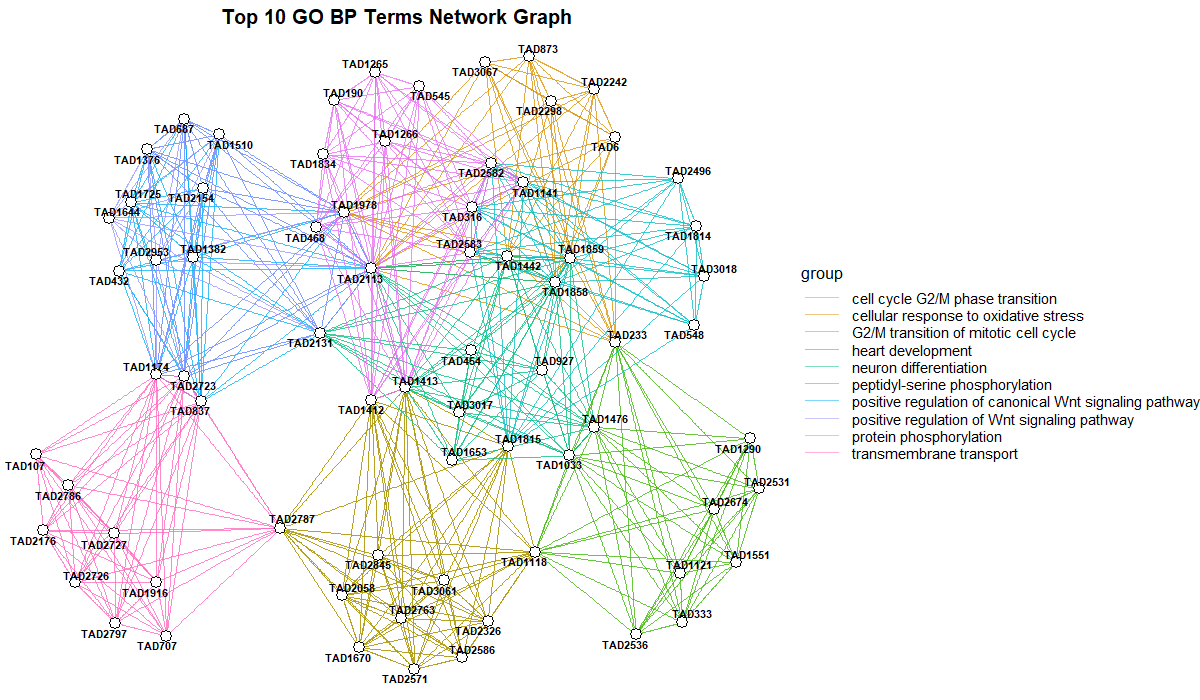 Top 10 GO BP Terms Network Graph
TAD873
TAD1265
TAD3067
TAD2242
TAD190
TAD545
TAD2298
TAD687
TAD1266
TAD1510
TAD6
TAD1376
TAD1834
TAD2582
TAD2496
TAD1725
TAD2154
TAD1141
TAD1644
TAD1978
TAD316
TAD468
TAD1814
TAD2583
TAD2953
TAD1382
TAD1859
TAD1442
TAD3018
TAD432
TAD2113
TAD1858
TAD233
TAD548
TAD2131
TAD454
TAD927
TAD1174
TAD1413
TAD2723
TAD837
TAD1412
TAD3017
TAD1476
TAD1815
TAD1653
TAD1290
TAD107
TAD1033
TAD2531
TAD2786
TAD2674
TAD2787
TAD2176
TAD2727
TAD1551
TAD1118
TAD2845
TAD1121
TAD2726
TAD2058
TAD3061
TAD1916
TAD2763
TAD333
TAD2797
TAD2326
TAD707
TAD2536
TAD2586
TAD1670
TAD2571
group
cell cycle G2/M phase transition
cellular response to oxidative stress
G2/M transition of mitotic cell cycle
heart development
neuron differentiation
peptidyl-serine phosphorylation
positive regulation of canonical Wnt signaling pathway
positive regulation of Wnt signaling pathway
protein phosphorylation
transmembrane transport